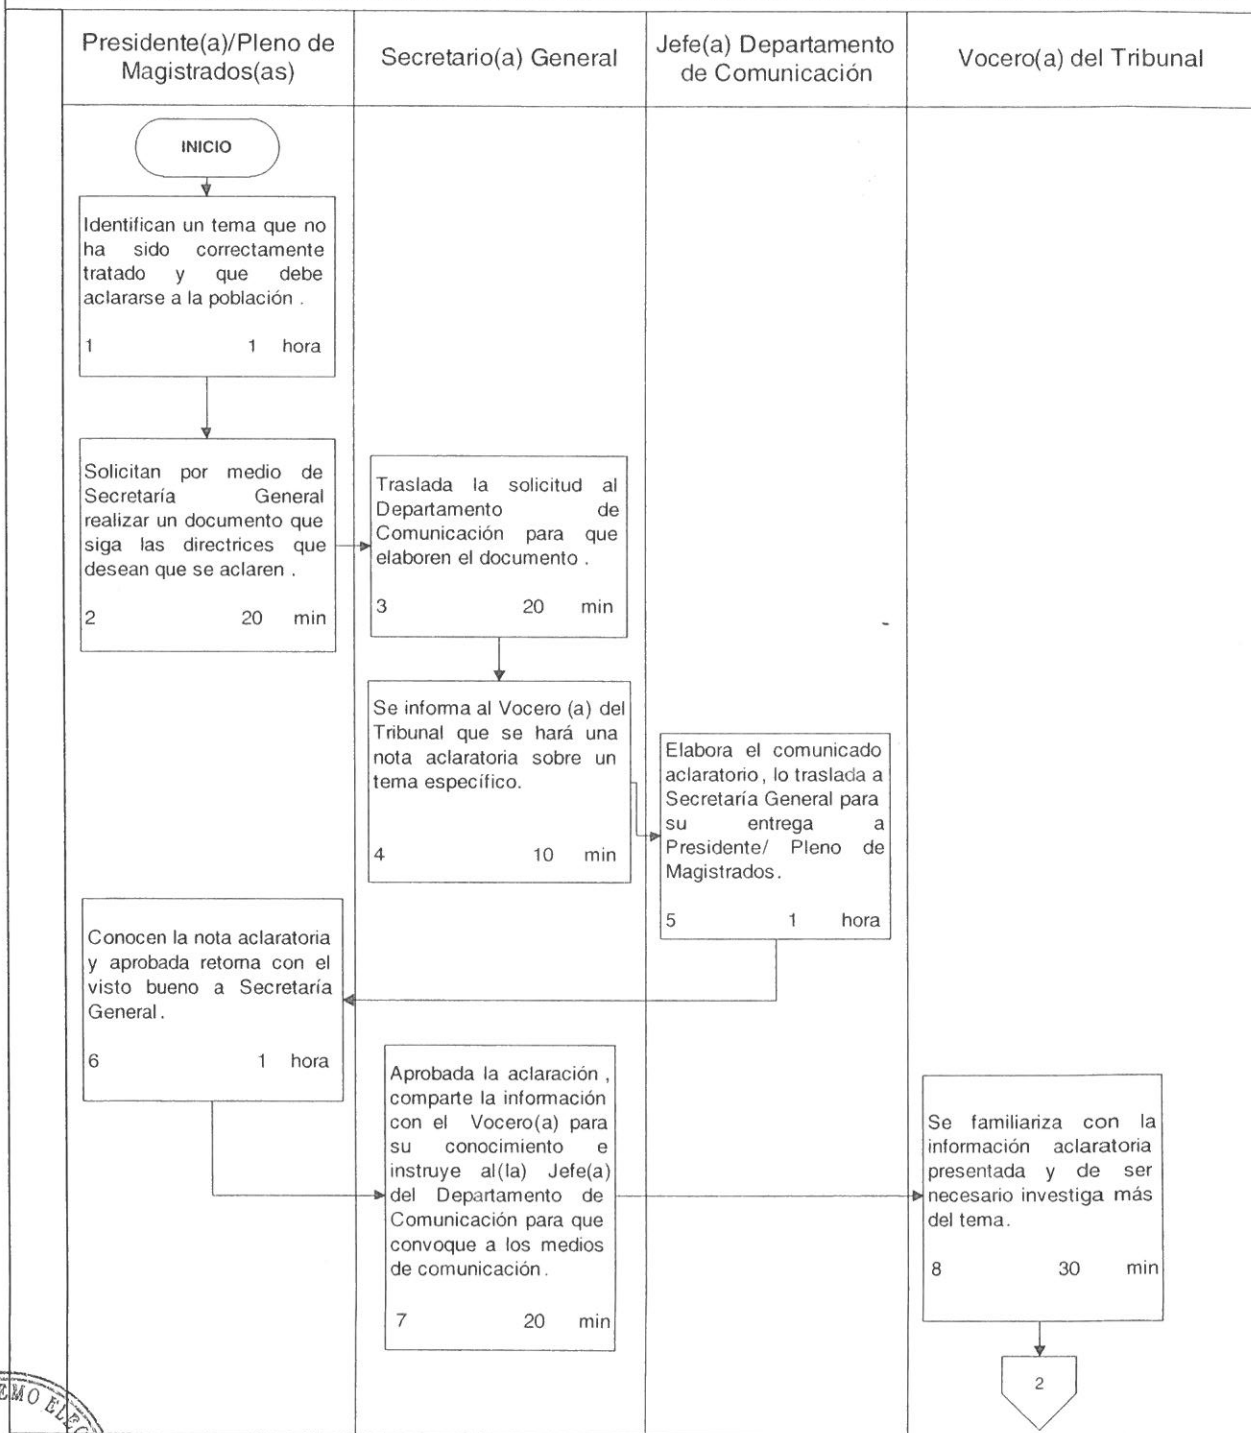 Presidente(a)/Pleno de
Magistrados(as)
Secretario(a) General
Jefe(a) Departamento
de Comunicación
Vocero(a) del Tribunal
INICIO
Identifican un tema que no
ha sido correctamente
tratado y que debe
aclararse a la población .
1 1 hora
Solicitan por medio de
Secretaría General
realizar un documento que
siga las directrices que
desean que se aclaren .
2 20 min
Traslada la solicitud al
Departamento de
Comunicación para que
elaboren el documento .
3 20 min
Se informa al Vocero (a) del
Tribunal que se hará una
nota aclaratoria sobre un
tema específico.
4 10 min
Elabora el comunicado
aclaratorio, lo traslada a
Secretaría General para
su entrega a
Presidente/ Pleno de
Magistrados.
5 1 hora
Conocen la nota aclaratoria
y aprobada retorna con el
visto bueno a Secretaría
General.
6 1 hora
Aprobada la aclaración ,
comparte la información
con el Vocero(a) para
su conocimiento e
instruye al(la) Jefe(a)
del Departamento de
Comunicación para que
convoque a los medios
de comunicación.
7 20 min
Se familiariza con la
información aclaratoria
presentada y de ser
necesario investiga más
del tema.
8 30 min
2